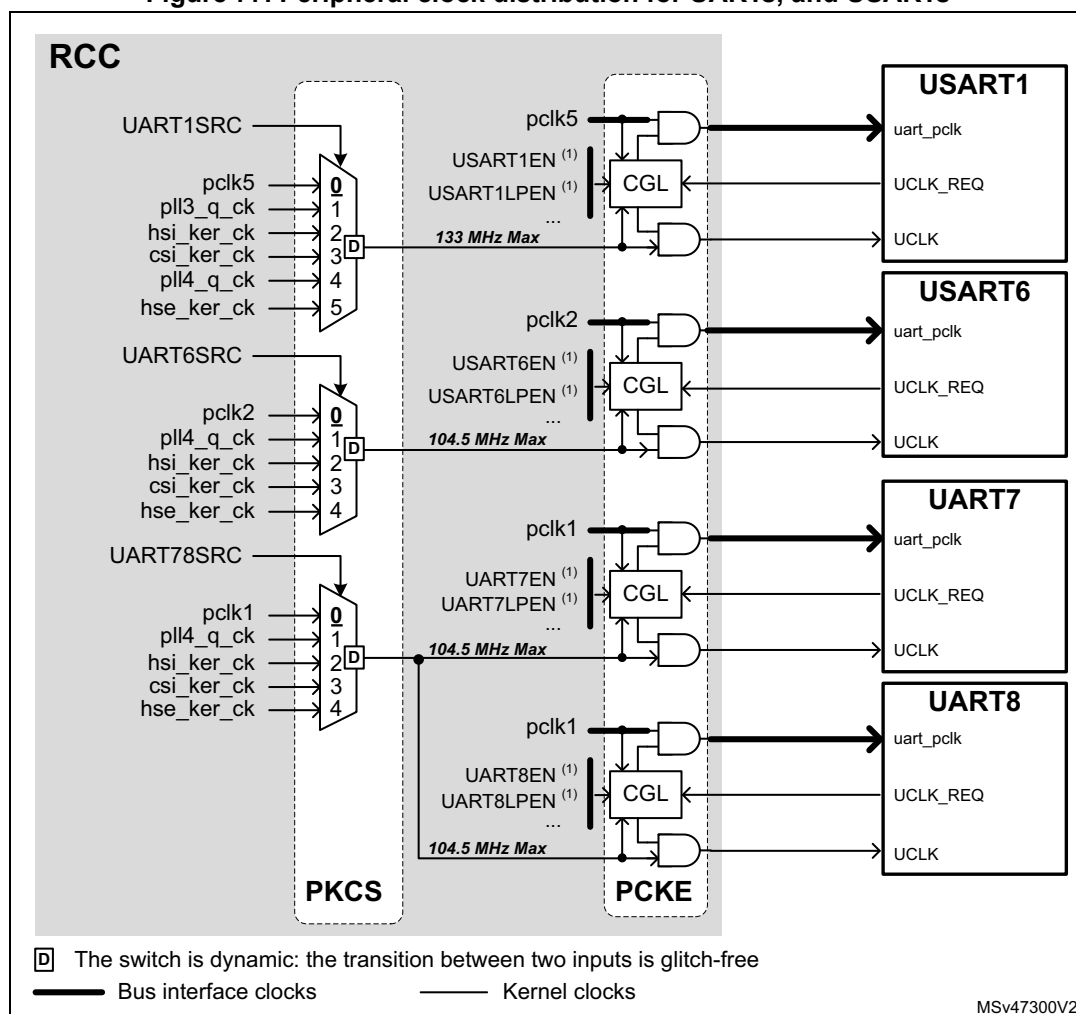 RCC
UART1SRC
pclk5
pll3_q_ck
hsi_ker_ck
csi_ker_ck
pll4_q_ck
hse_ker_ck
0
1
2
3
4
5
D
133 MHz Max
pclk5
USART1EN (1)
USART1LPEN (1)
...
CGL
USART1
uart_pclk
UCLK_REQ
UCLK
UART6SRC
pclk2
pll4_q_ck
hsi_ker_ck
csi_ker_ck
hse_ker_ck
0
1
2
3
4
D
104.5 MHz Max
pclk2
USART6EN (1)
USART6LPEN (1)
...
CGL
USART6
uart_pclk
UCLK_REQ
UCLK
UART78SRC
pclk1
pll4_q_ck
hsi_ker_ck
csi_ker_ck
hse_ker_ck
0
1
2
3
4
D
104.5 MHz Max
pclk1
UART7EN (1)
UART7LPEN (1)
...
CGL
UART7
uart_pclk
UCLK_REQ
UCLK
pclk1
UART8EN (1)
UART8LPEN (1)
...
104.5 MHz Max
CGL
UART8
uart_pclk
UCLK_REQ
UCLK
PKCS
PCKE
D The switch is dynamic: the transition between two inputs is glitch-free
Bus interface clocks
Kernel clocks
MSv47300V2